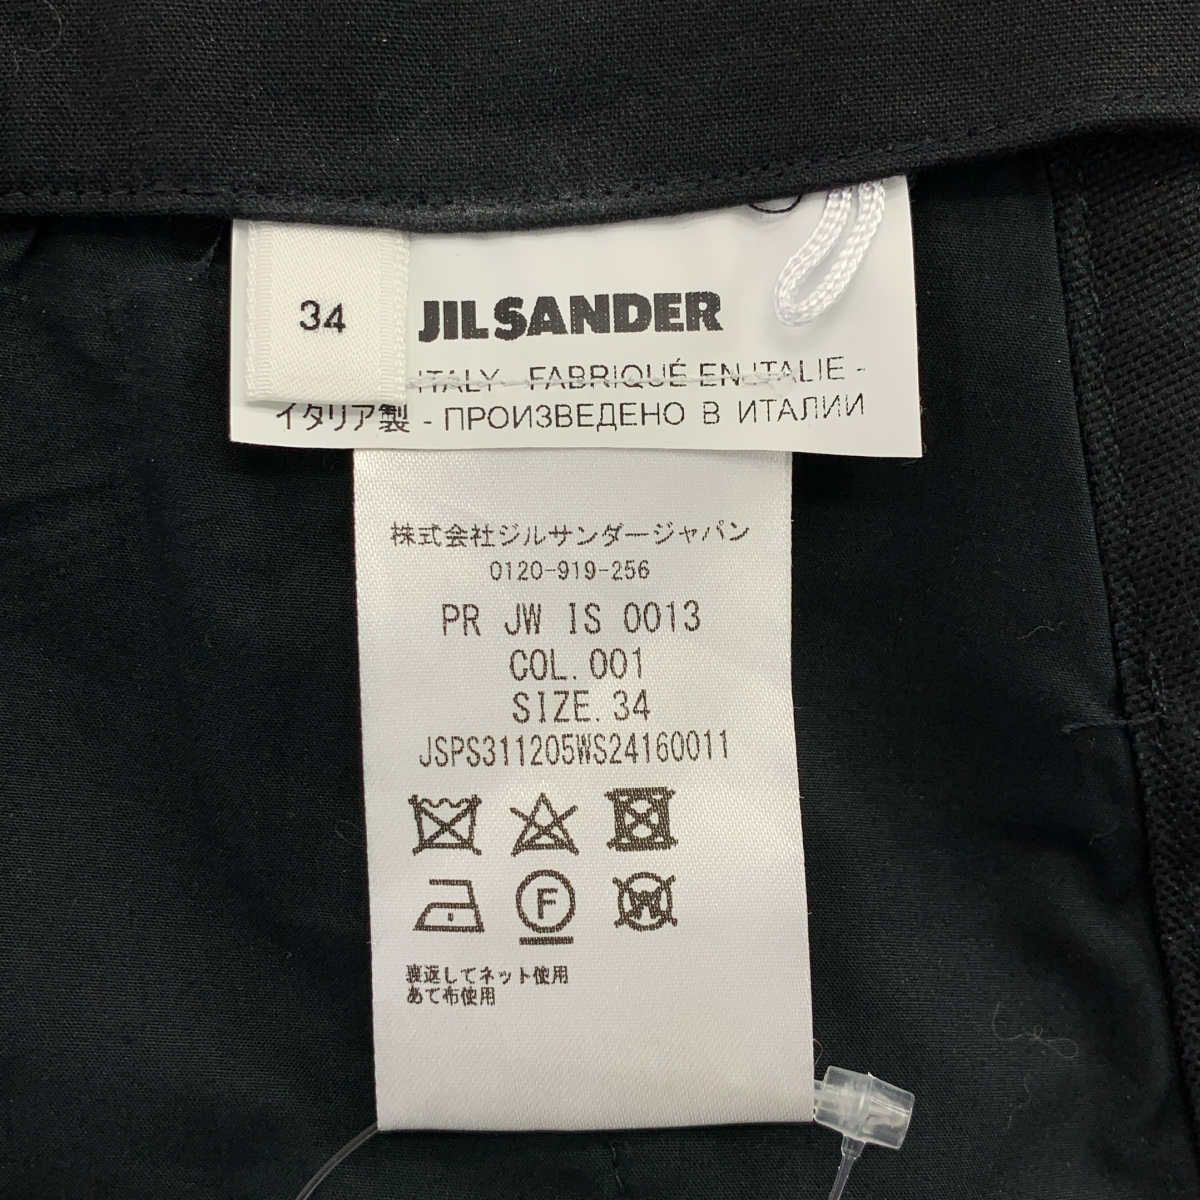 34
JIL SANDER
ITALY - FABRIQUÉ EN ITALIE -
イタリア製 - ПРОИЗВЕДЕНО В ИТАЛИИ
株式会社ジルサンダージャパン
0120-919-256
PR JW IS 0013
COL.001
SIZE.34
JSPS311205WS24160011
F
W
裏返してネット使用
あて布使用